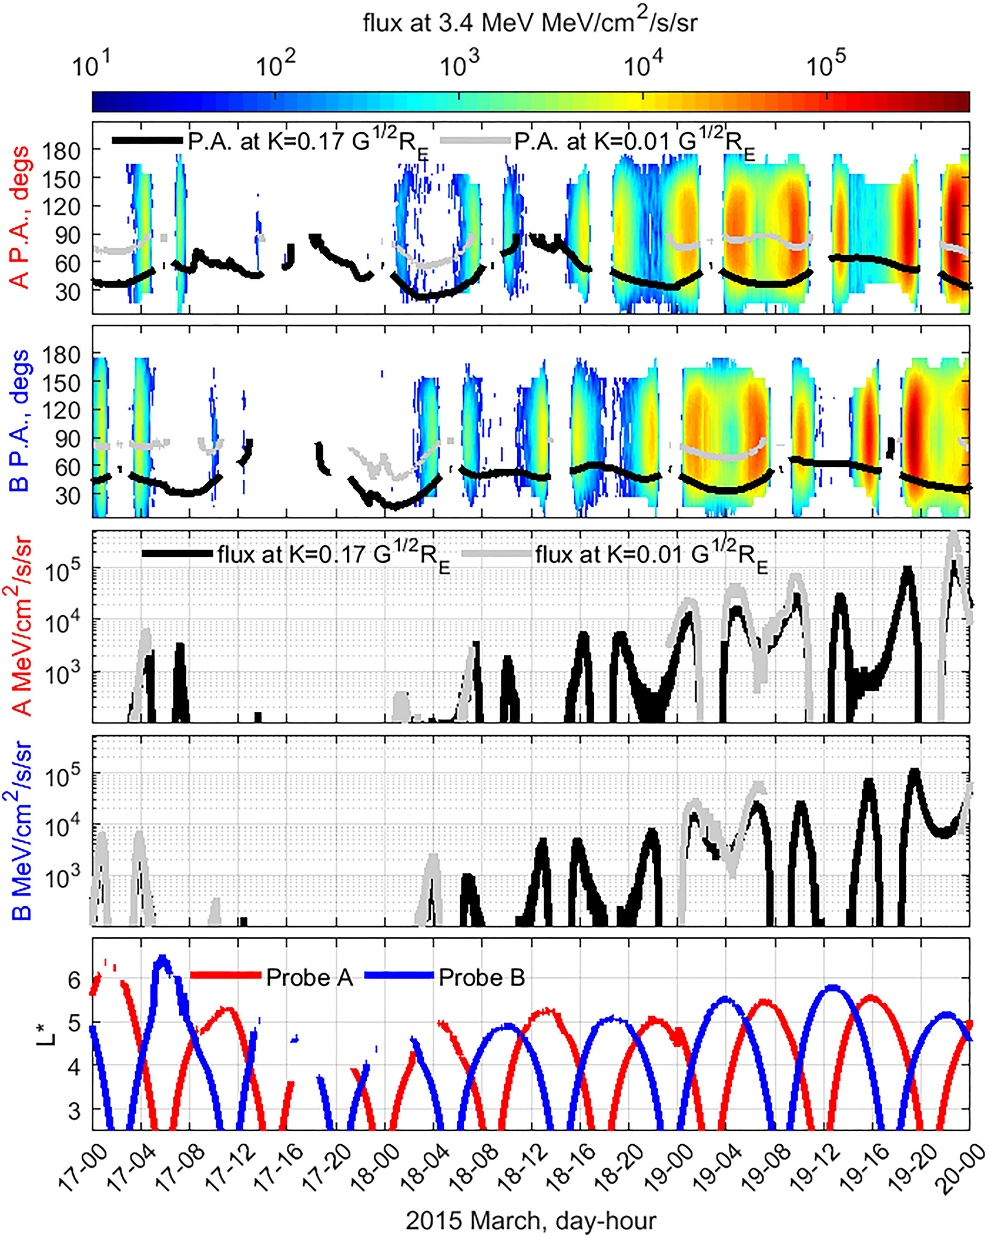 flux at 3.4 MeV MeV/cm²/s/sr
10¹ 10² 10³ 10⁴ 10⁵
A P.A., degs
180
150
120
90
60
30
P.A. at K=0.17 G^1/2R_E P.A. at K=0.01 G^1/2R_E
B P.A., degs
180
150
120
90
60
30
A MeV/cm²/s/sr
10⁵
10⁴
10³
flux at K=0.17 G^1/2R_E flux at K=0.01 G^1/2R_E
B MeV/cm²/s/sr
10⁵
10⁴
10³
L*
6
5
4
3
Probe A Probe B
17-00 17-04 17-08 17-12 17-16 17-20 18-00 18-04 18-08 18-12 18-16 18-20 19-00 19-04 19-08 19-12 19-16 19-20 20-00
2015 March, day-hour